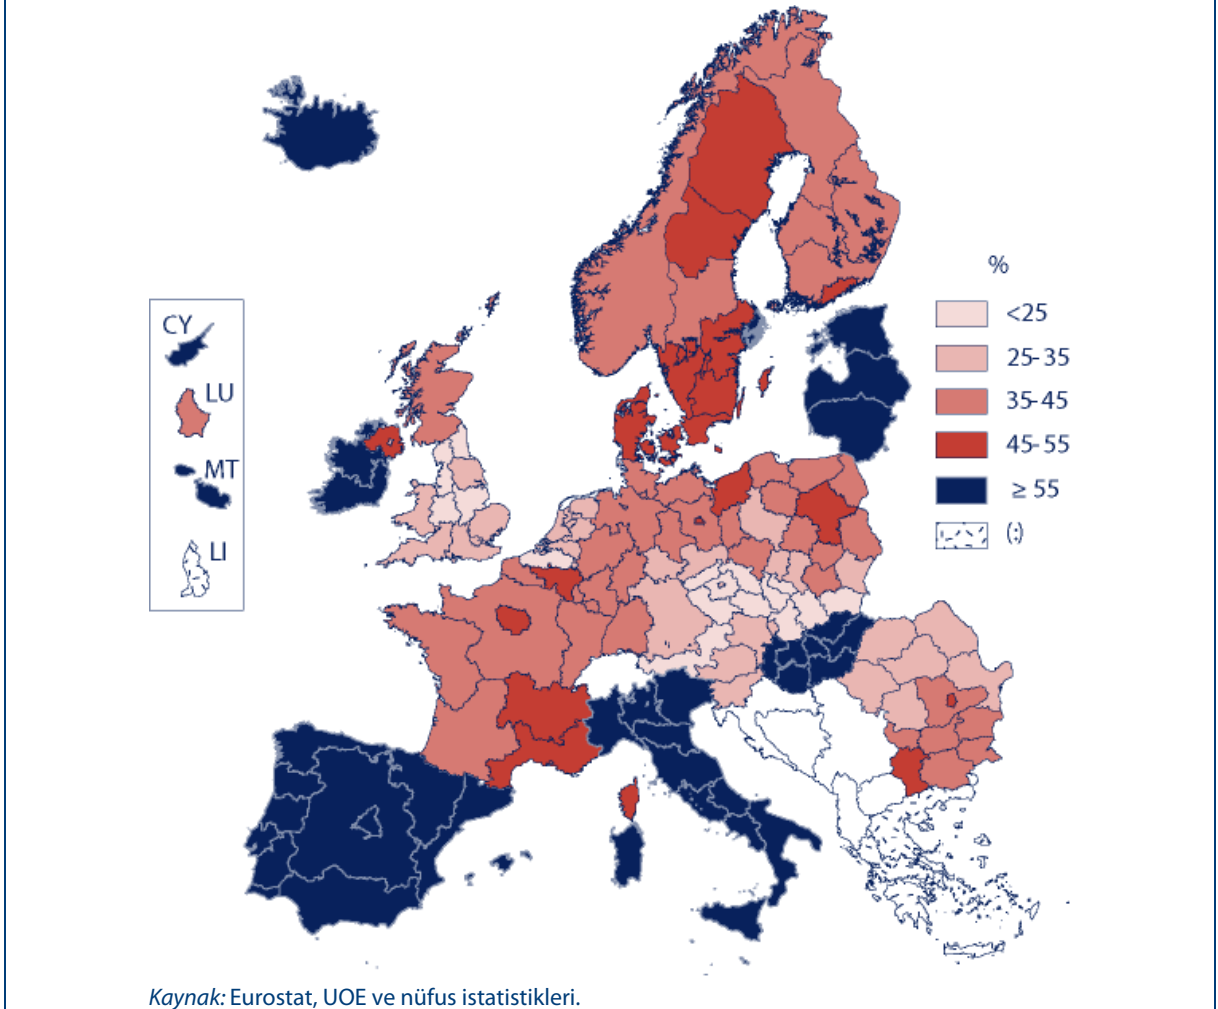 %
<25
25-35
35-45
45-55
≥ 55
(:)
CY
LU
MT
LI
Kaynak: Eurostat, UOE ve nüfus istatistikleri.